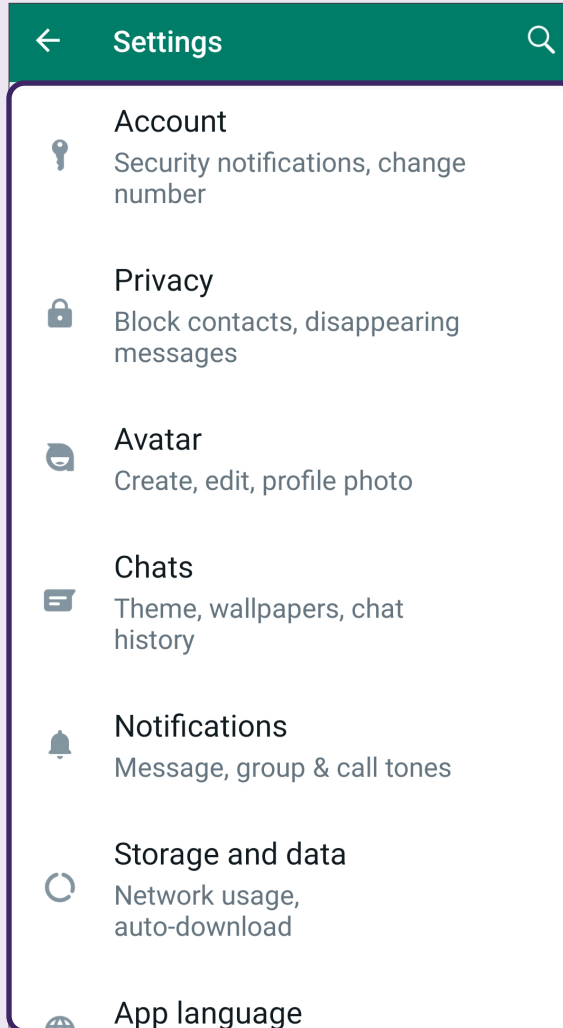 Settings
Account
Security notifications, change
number
Privacy
Block contacts, disappearing
messages
Avatar
Create, edit, profile photo
Chats
Theme, wallpapers, chat
history
Notifications
Message, group & call tones
Storage and data
Network usage,
auto-download
App language